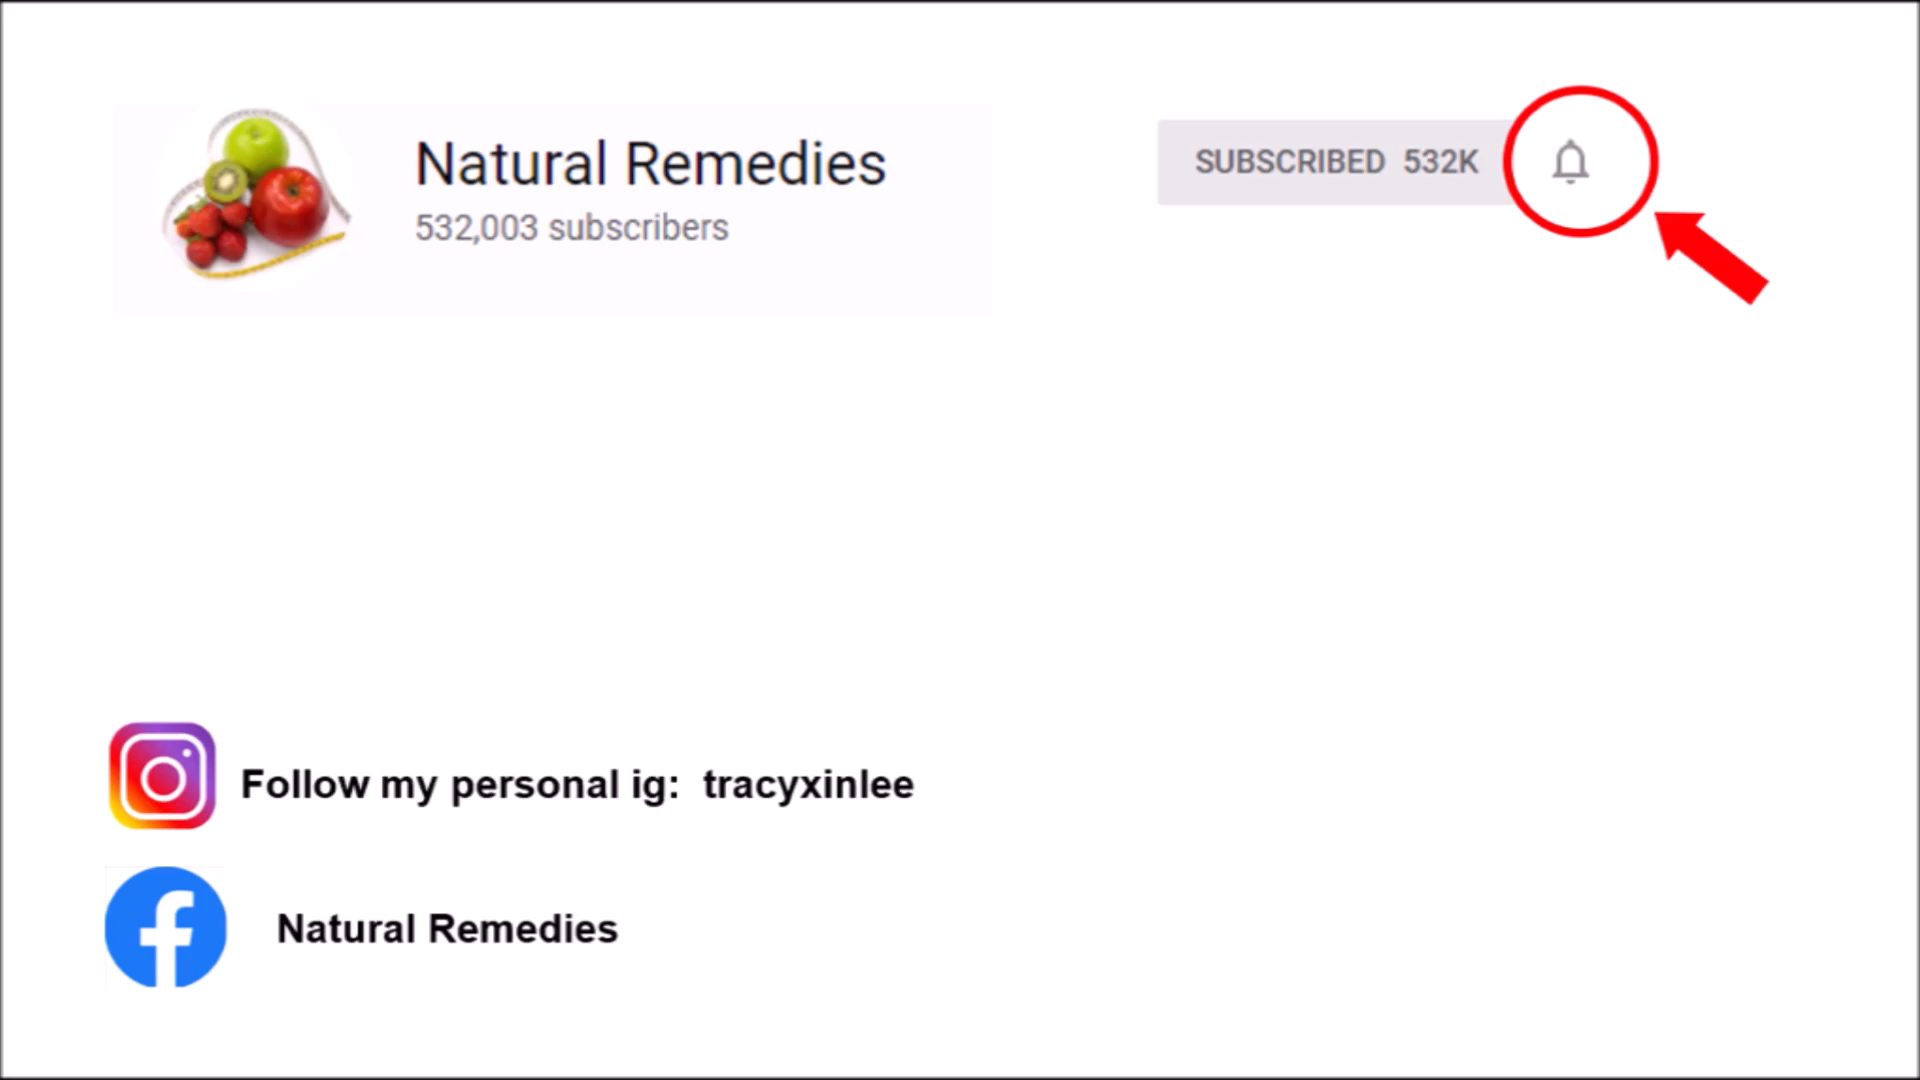 Natural Remedies
532,003 subscribers
SUBSCRIBED 532K
Follow my personal ig: tracyxinlee
Natural Remedies